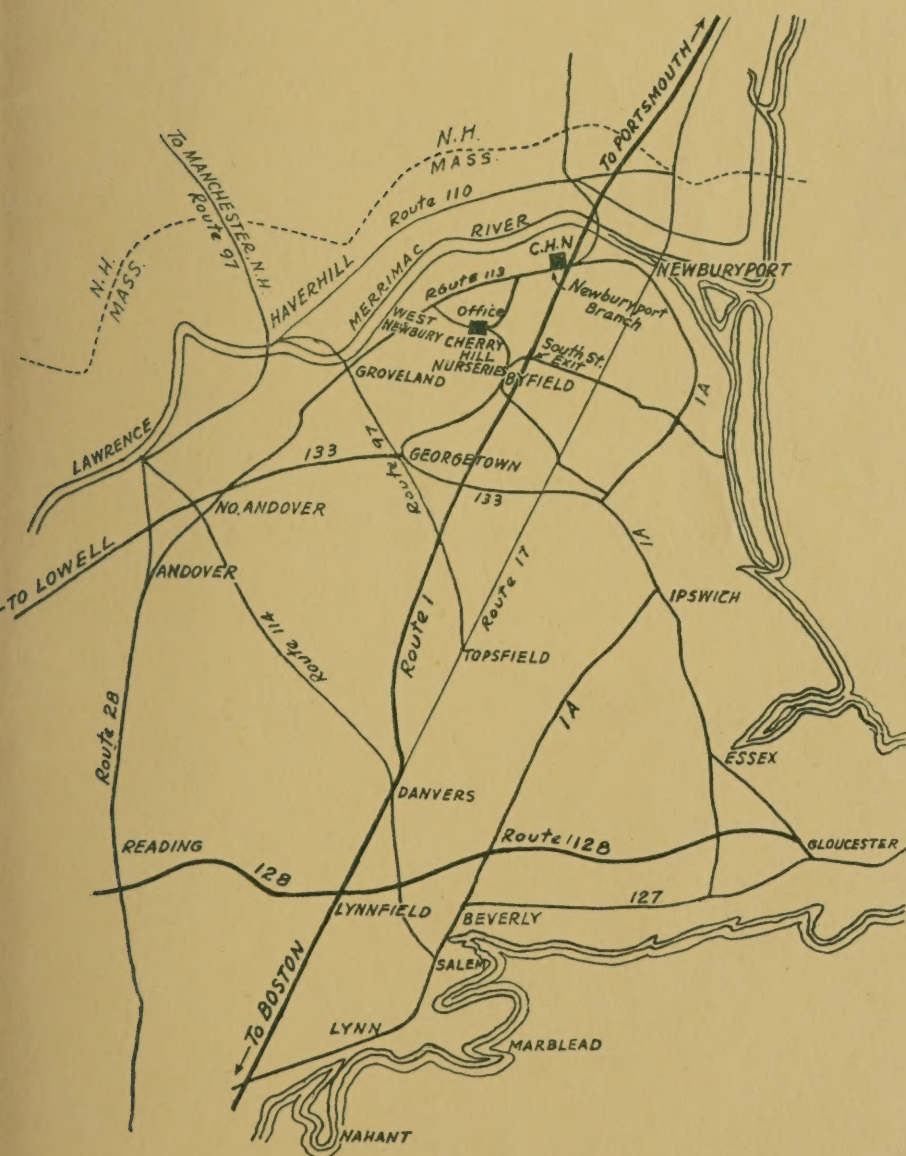 TO PORTSMOUTH
N.H.
MASS.
To MANCHESTER, N.H.
Route 97
Route 110
N.H.
MASS.
HAVERHILL
MERRIMAC
RIVER
C.H.N
NEWBURYPORT
Route 113
Newburyport
Branch
WEST
NEWBURY
Office
CHERRY
HILL
NURSERIES
South St.
EXIT
BYFIELD
GROVELAND
1A
LAWRENCE
133
Route 97
GEORGETOWN
133
NO. ANDOVER
1A
TO LOWELL
ANDOVER
IPSWICH
Route 17
Route 114
Route 1
TOPSFIELD
1A
Route 28
ESSEX
DANVERS
READING
Route 1128
GLOUCESTER
128
LYNNFIELD
127
BEVERLY
SALEM
TO BOSTON
LYNN
MARBLEAD
NAHANT